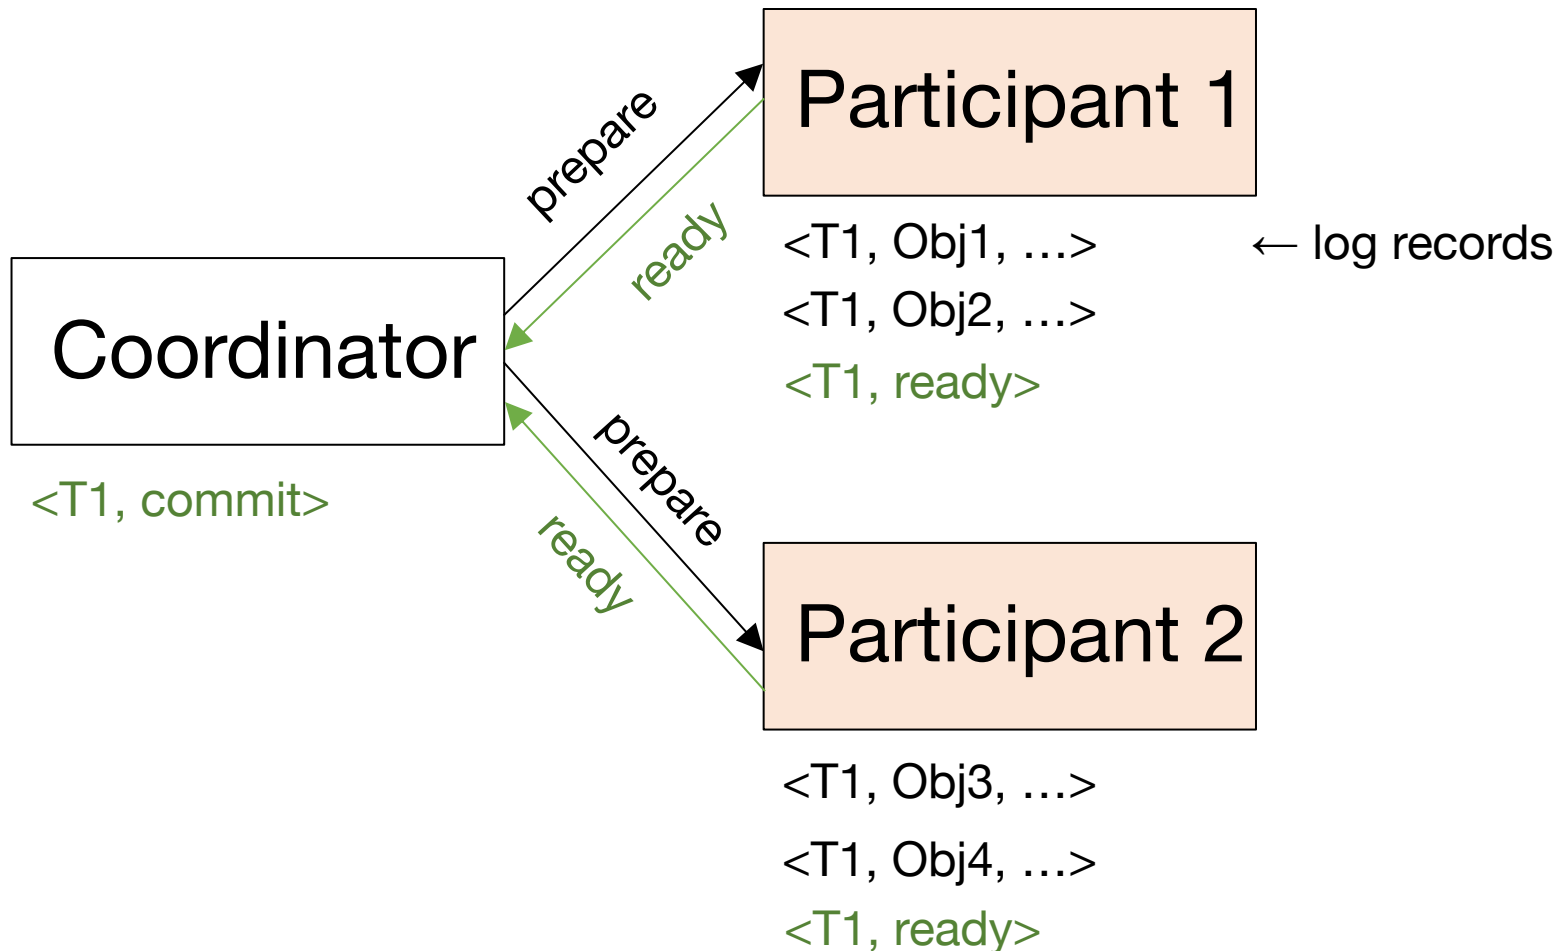 Participant 1
prepare
ready
<T1, Obj1, …>
← log records
<T1, Obj2, …>
<T1, ready>
Coordinator
<T1, commit>
prepare
ready
Participant 2
<T1, Obj3, …>
<T1, Obj4, …>
<T1, ready>